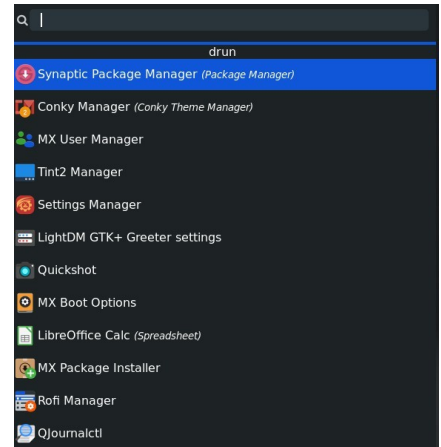 drun
Synaptic Package Manager (Package Manager)
Conky Manager (Conky Theme Manager)
MX User Manager
Tint2 Manager
Settings Manager
LightDM GTK+ Greeter settings
Quickshot
MX Boot Options
LibreOffice Calc (Spreadsheet)
MX Package Installer
Rofi Manager
QJournalctl